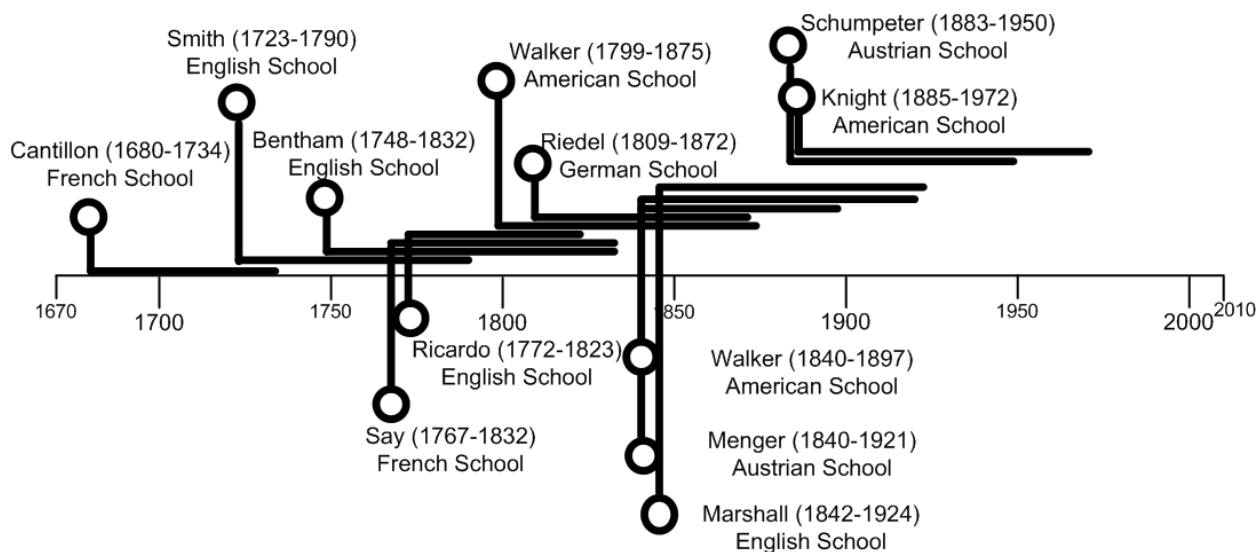 Schumpeter (1883-1950)
Austrian School
Smith (1723-1790)
English School
Walker (1799-1875)
American School
Knight (1885-1972)
American School
Bentham (1748-1832)
English School
Riedel (1809-1872)
German School
Cantillon (1680-1734)
French School
1670
1700
1750
1800
1850
1900
1950
2000
2010
Ricardo (1772-1823)
English School
Walker (1840-1897)
American School
Say (1767-1832)
French School
Menger (1840-1921)
Austrian School
Marshall (1842-1924)
English School